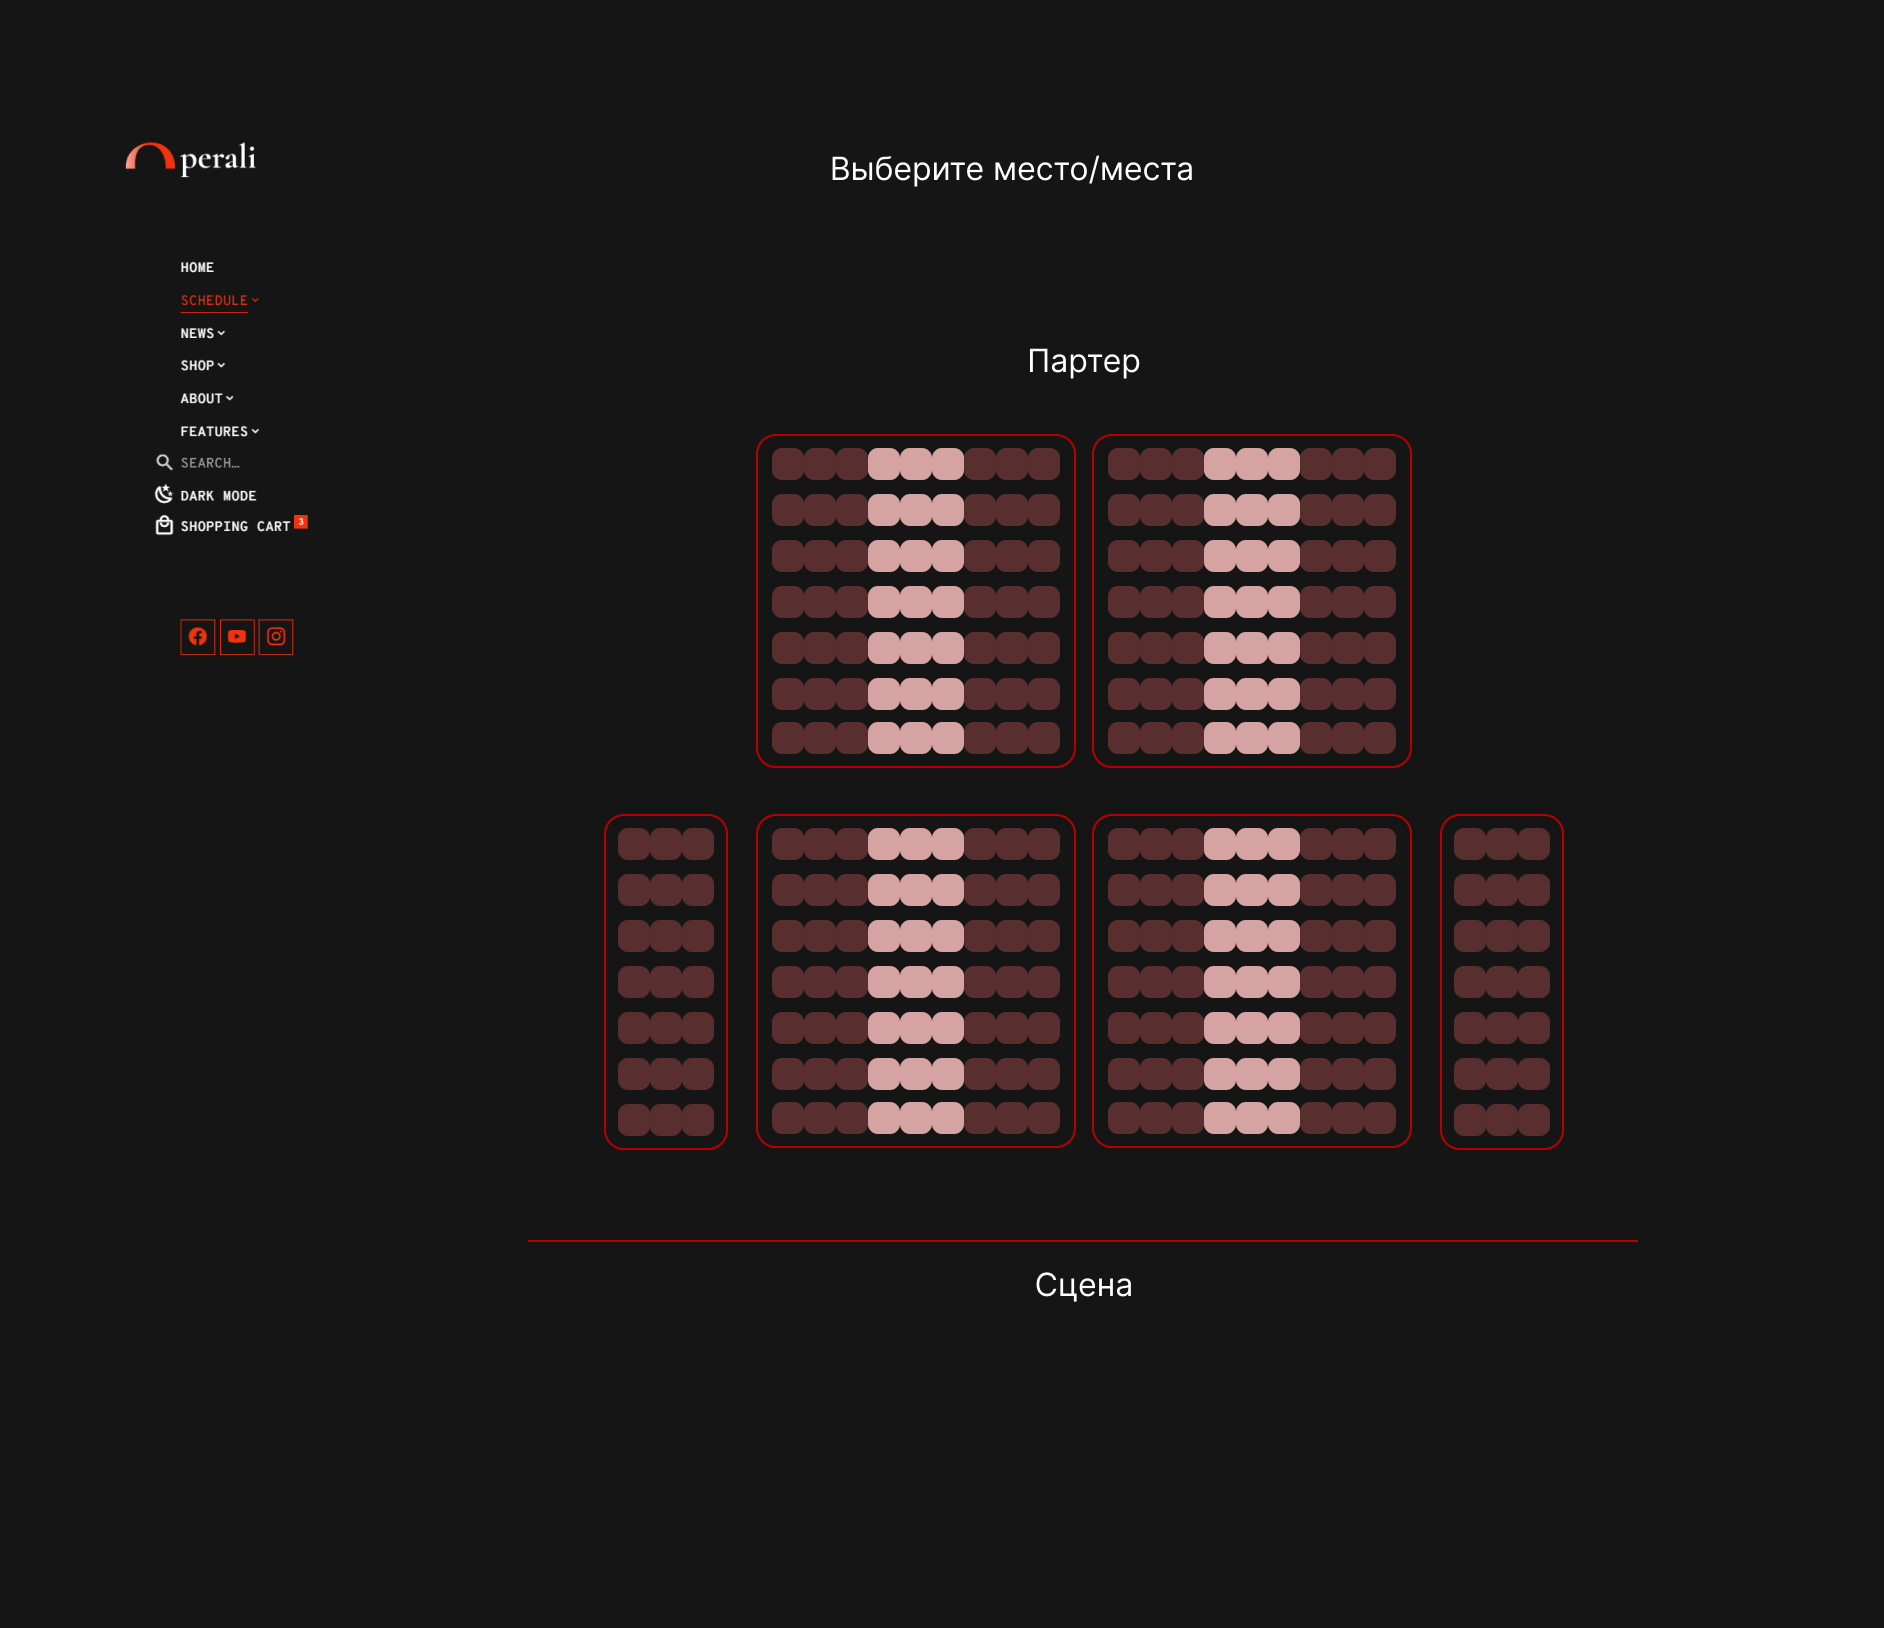 perali
Выберите место/места
HOME
SCHEDULE
NEWS
SHOP
ABOUT
FEATURES
SEARCH…
DARK MODE
SHOPPING CART 3
Партер
Сцена